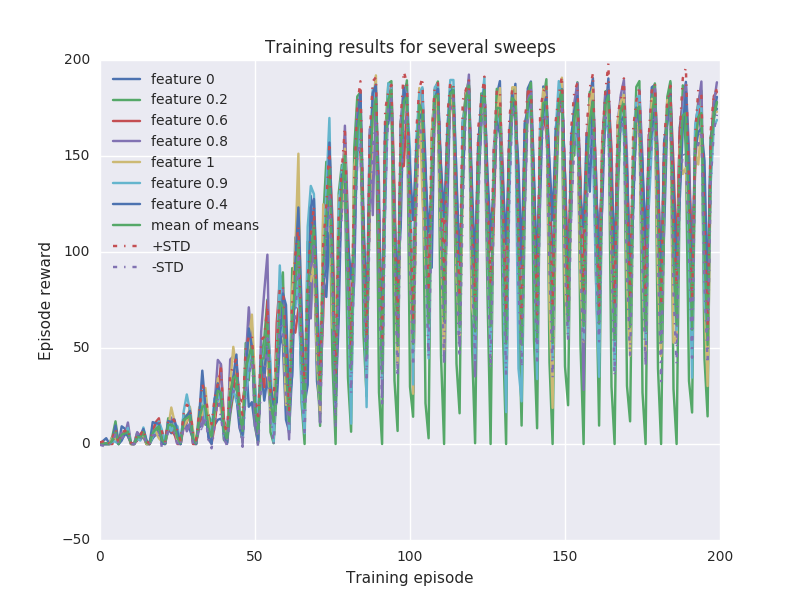 Training results for several sweeps
200
150
100
50
0
−50
feature 0
feature 0.2
feature 0.6
feature 0.8
feature 1
feature 0.9
feature 0.4
mean of means
+STD
-STD
Episode reward
0 50 100 150 200
Training episode